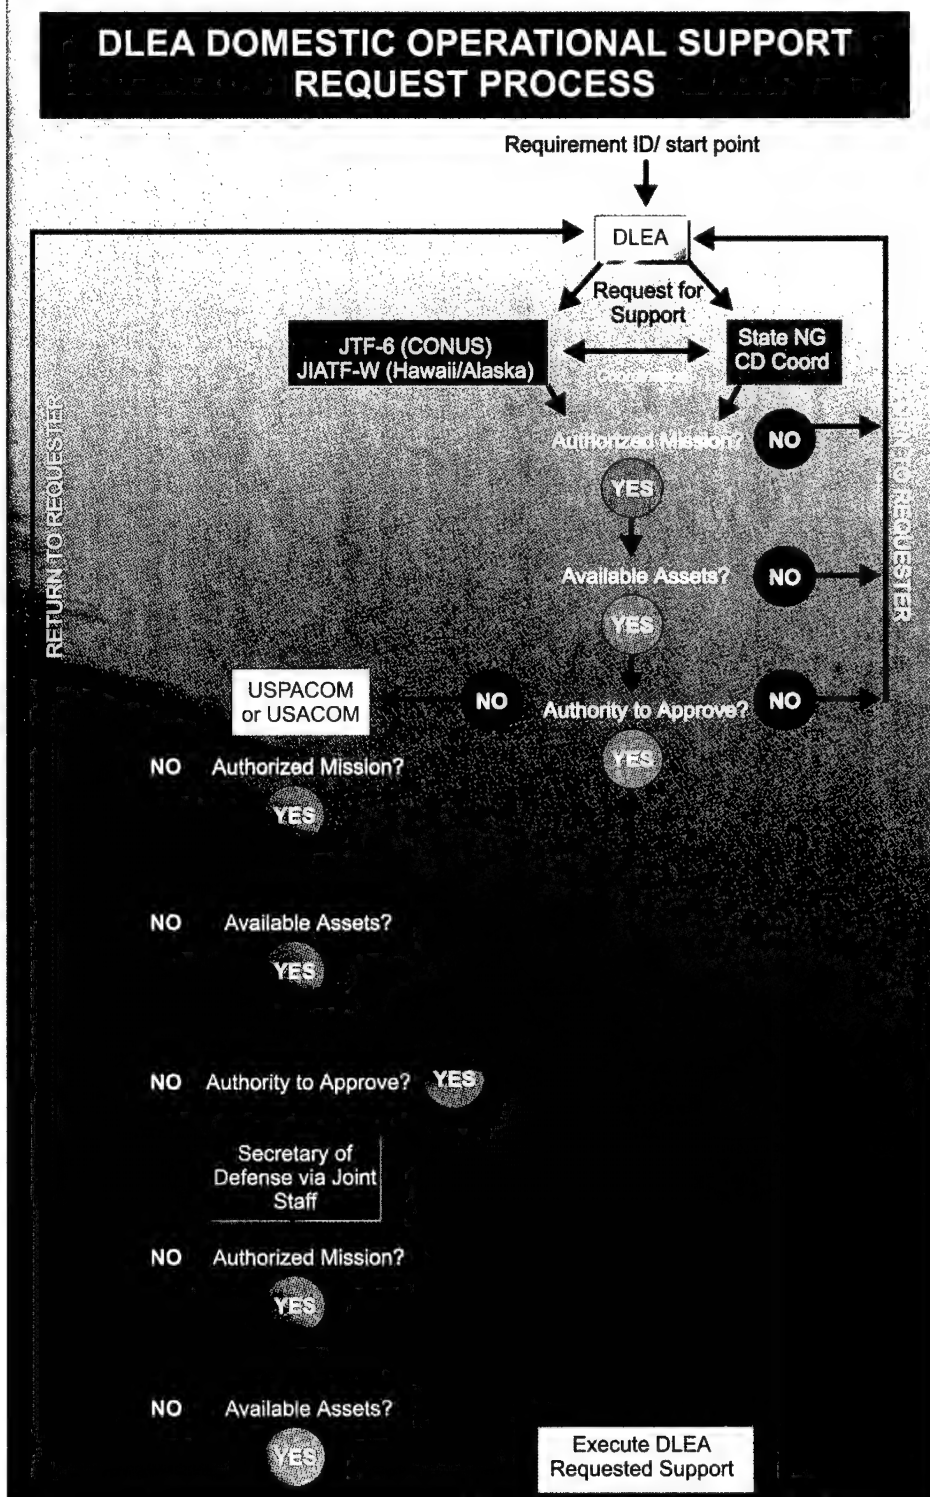 DLEA DOMESTIC OPERATIONAL SUPPORT
REQUEST PROCESS
Requirement ID/ start point
DLEA
Request for
Support
JTF-6 (CONUS)
JIATF-W (Hawaii/Alaska)
State NG
CD Coord
Authorized Mission?
NO
YES
RETURN TO REQUESTER
TO REQUESTER
Available Assets?
NO
YES
USPACOM
or USACOM
NO
Authority to Approve?
NO
YES
NO Authorized Mission?
YES
NO Available Assets?
YES
NO Authority to Approve? YES
Secretary of
Defense via Joint
Staff
NO Authorized Mission?
YES
NO Available Assets?
YES
Execute DLEA
Requested Support